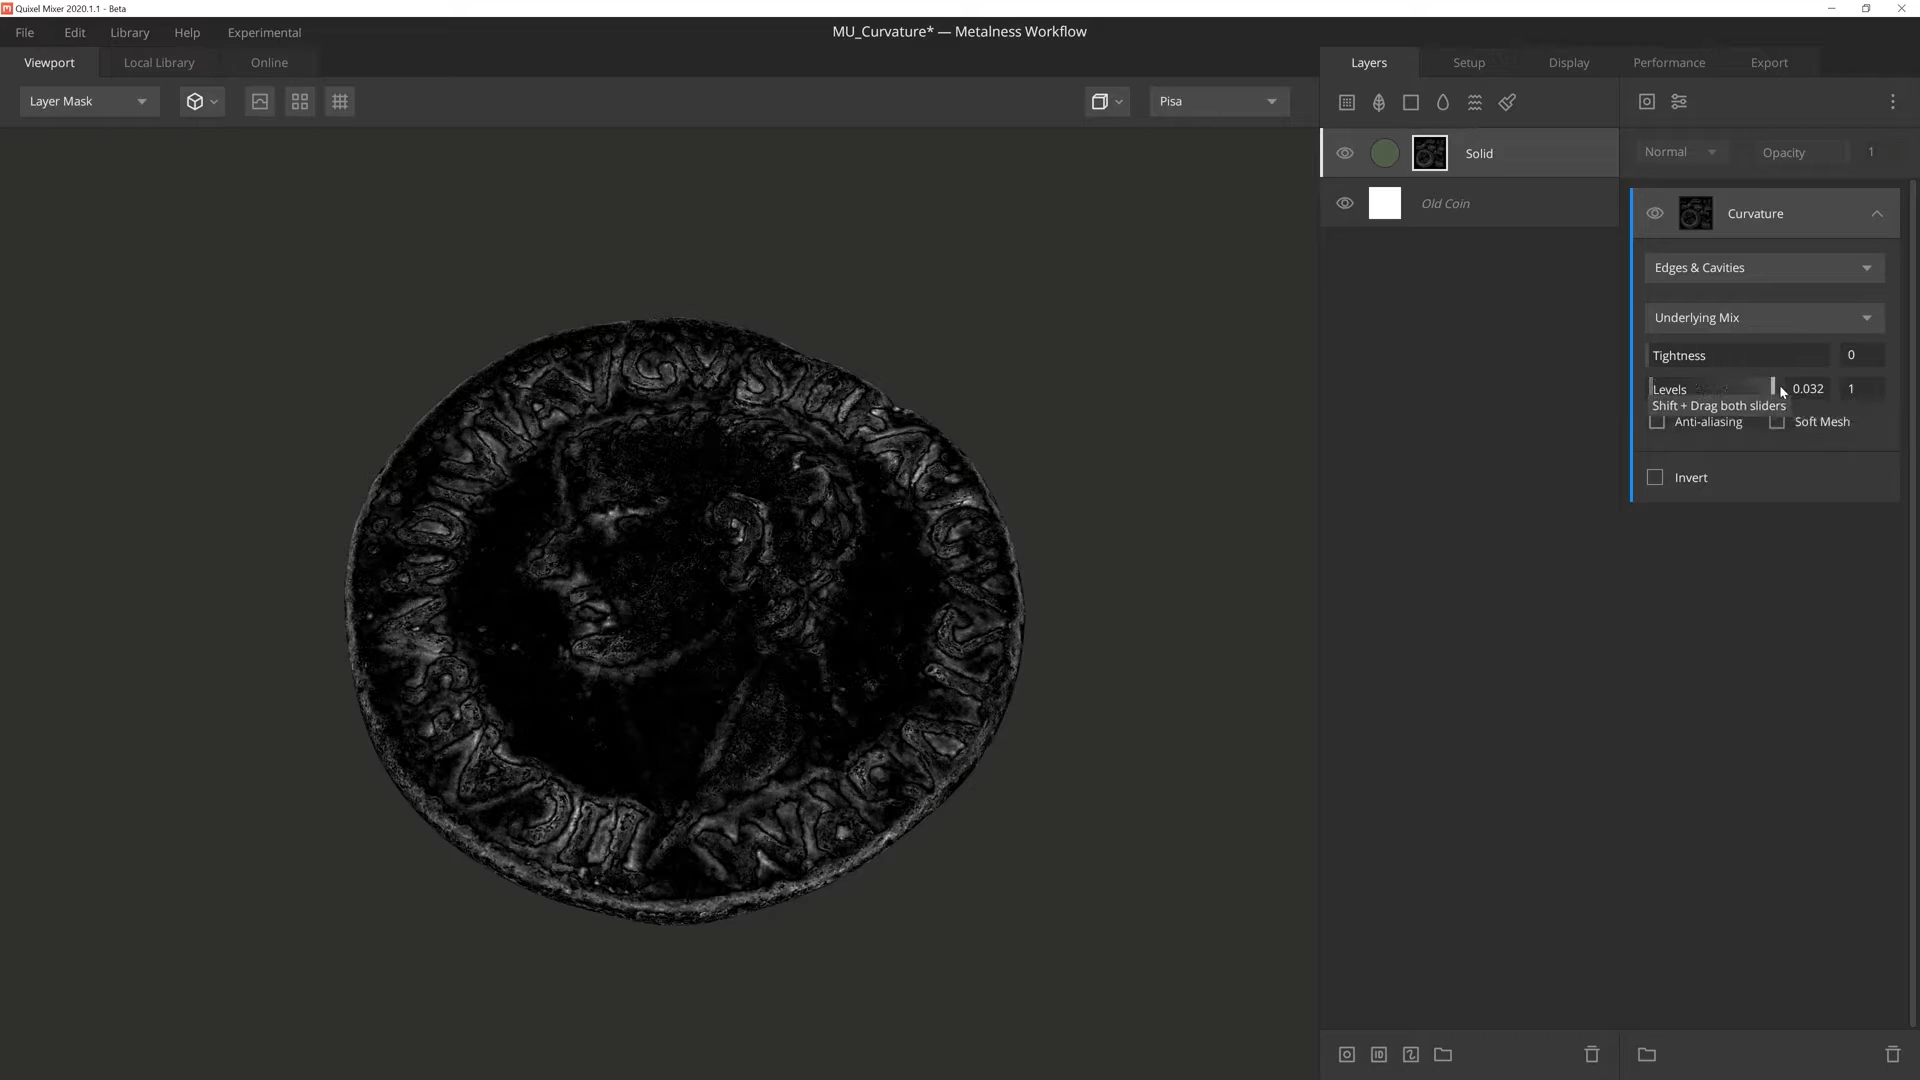 Quixel Mixer 2020.1.1 - Beta
File Edit Library Help Experimental
MU_Curvature* — Metalness Workflow
Viewport Local Library Online
Layers Setup Display Performance Export
Layer Mask
Pisa
Solid
Normal Opacity 1
Old Coin
Curvature
Edges & Cavities
Underlying Mix
Tightness 0
Levels 0.032 1
Shift + Drag both sliders
Anti-aliasing Soft Mesh
Invert